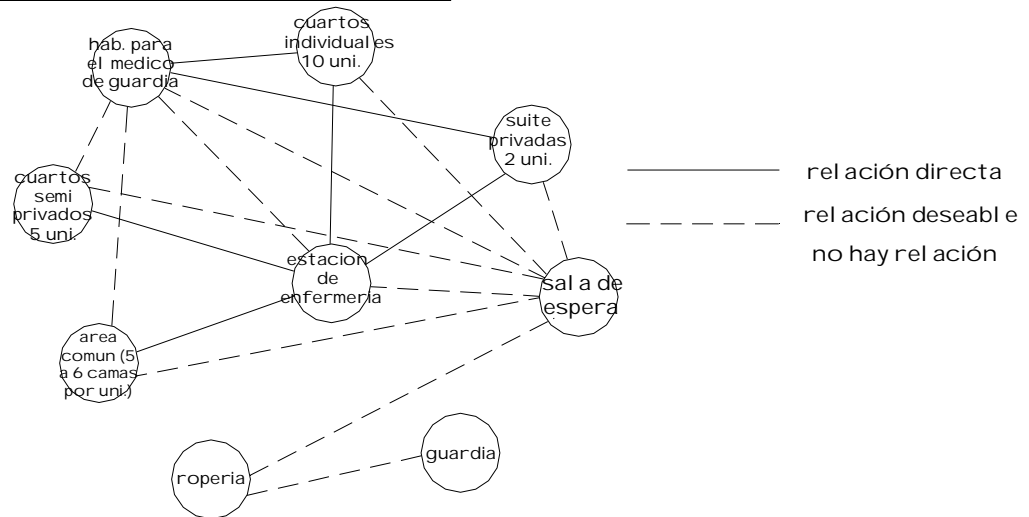 cuartos
individuales
10 uni.
hab. para
el medico
de guardia
suite
privadas
2 uni.
relación directa
cuartos
semi
privados
5 uni.
relación deseable
no hay relación
estacion
de
enfermeria
sala de
espera
area
comun (5
a 6 camas
por uni.)
guardia
roperia